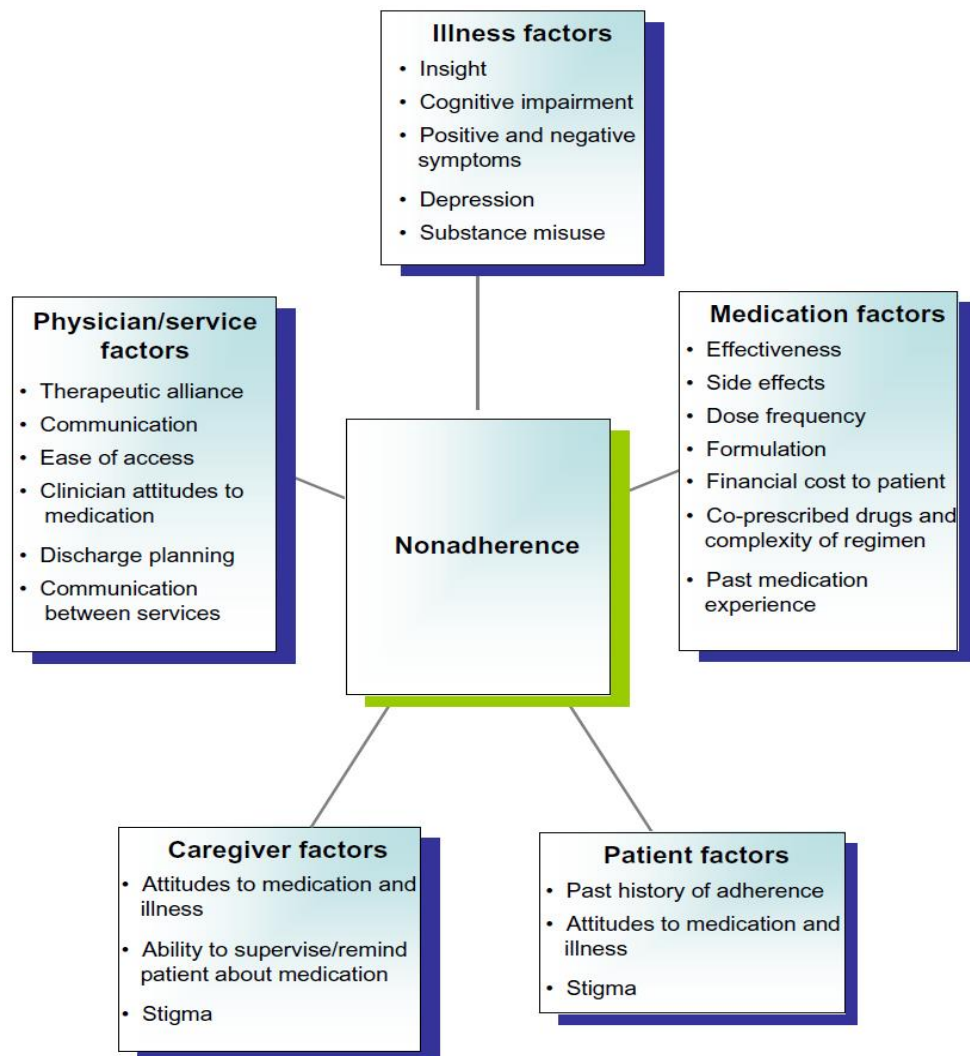 Illness factors
• Insight
• Cognitive impairment
• Positive and negative
symptoms
• Depression
• Substance misuse
Physician/service
factors
• Therapeutic alliance
• Communication
• Ease of access
• Clinician attitudes to
medication
• Discharge planning
• Communication
between services
Medication factors
• Effectiveness
• Side effects
• Dose frequency
• Formulation
• Financial cost to patient
• Co-prescribed drugs and
complexity of regimen
• Past medication
experience
Nonadherence
Caregiver factors
• Attitudes to medication and
illness
• Ability to supervise/remind
patient about medication
• Stigma
Patient factors
• Past history of adherence
• Attitudes to medication and
illness
• Stigma